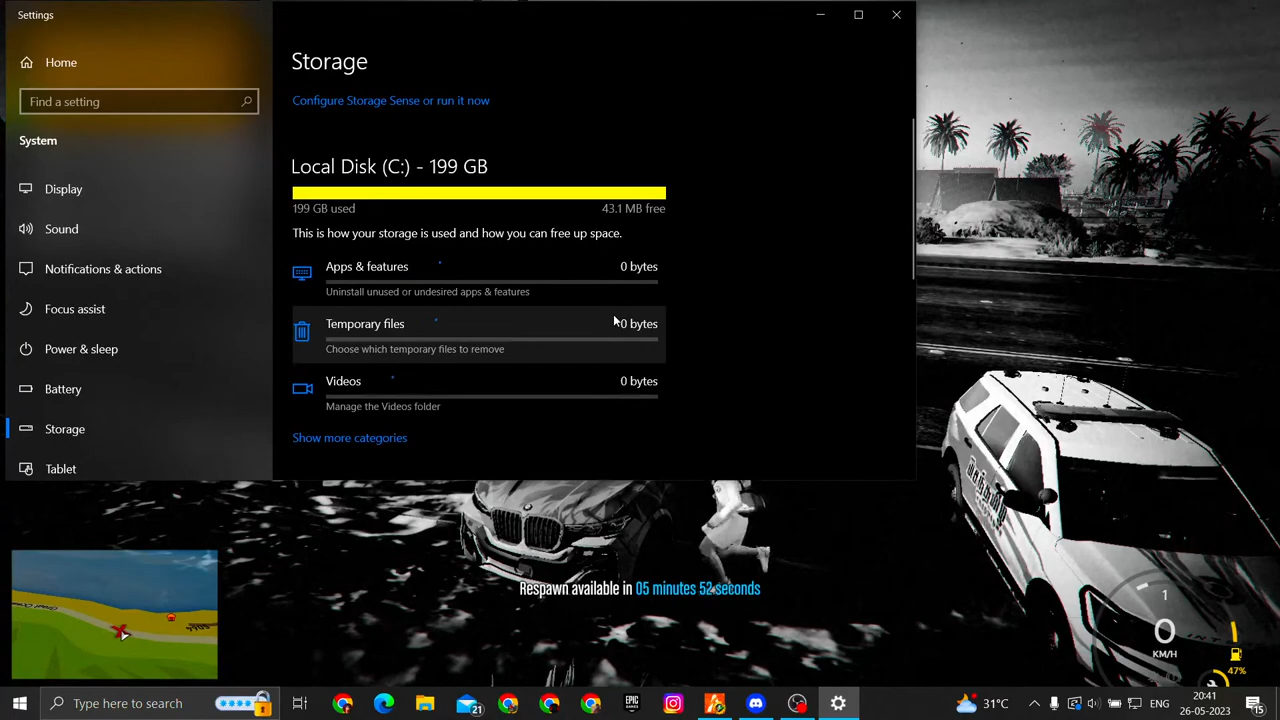 Settings
Home
Find a setting
System
Display
Sound
Notifications & actions
Focus assist
Power & sleep
Battery
Storage
Tablet
Storage
Configure Storage Sense or run it now
Local Disk (C:) - 199 GB
199 GB used 43.1 MB free
This is how your storage is used and how you can free up space.
Apps & features 0 bytes
Uninstall unused or undesired apps & features
Temporary files 0 bytes
Choose which temporary files to remove
Videos 0 bytes
Manage the Videos folder
Show more categories
Respawn available in 05 minutes 52 seconds
1
0
KM/H
47%
Type here to search
21
EPIC
GAMES
31°C
ENG
20:41
26-05-2023
15